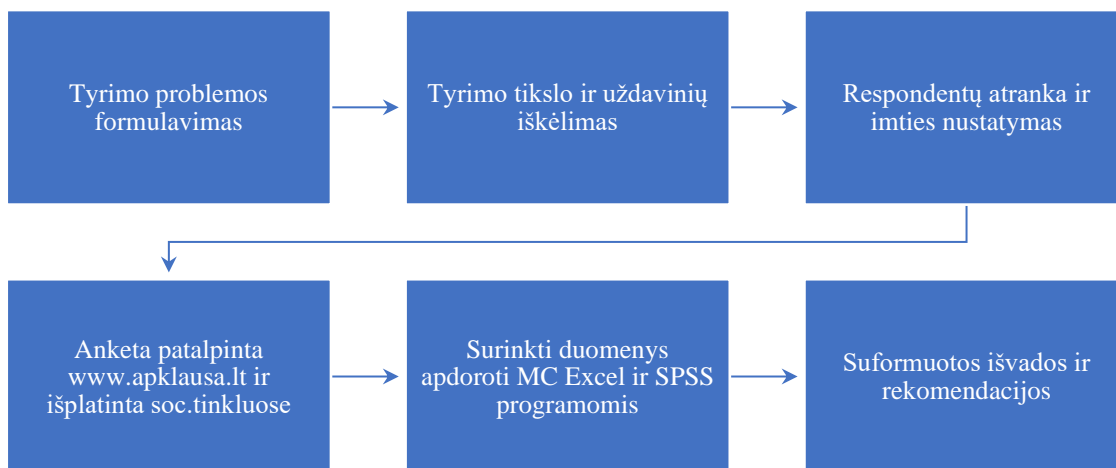 Tyrimo problemos
formulavimas
Tyrimo tikslo ir uždavinių
iškėlimas
Respondentų atranka ir
imties nustatymas
Anketa patalpinta
www.apklausa.lt ir
išplatinta soc.tinkluose
Surinkti duomenys
apdoroti MC Excel ir SPSS
programomis
Suformuotos išvados ir
rekomendacijos